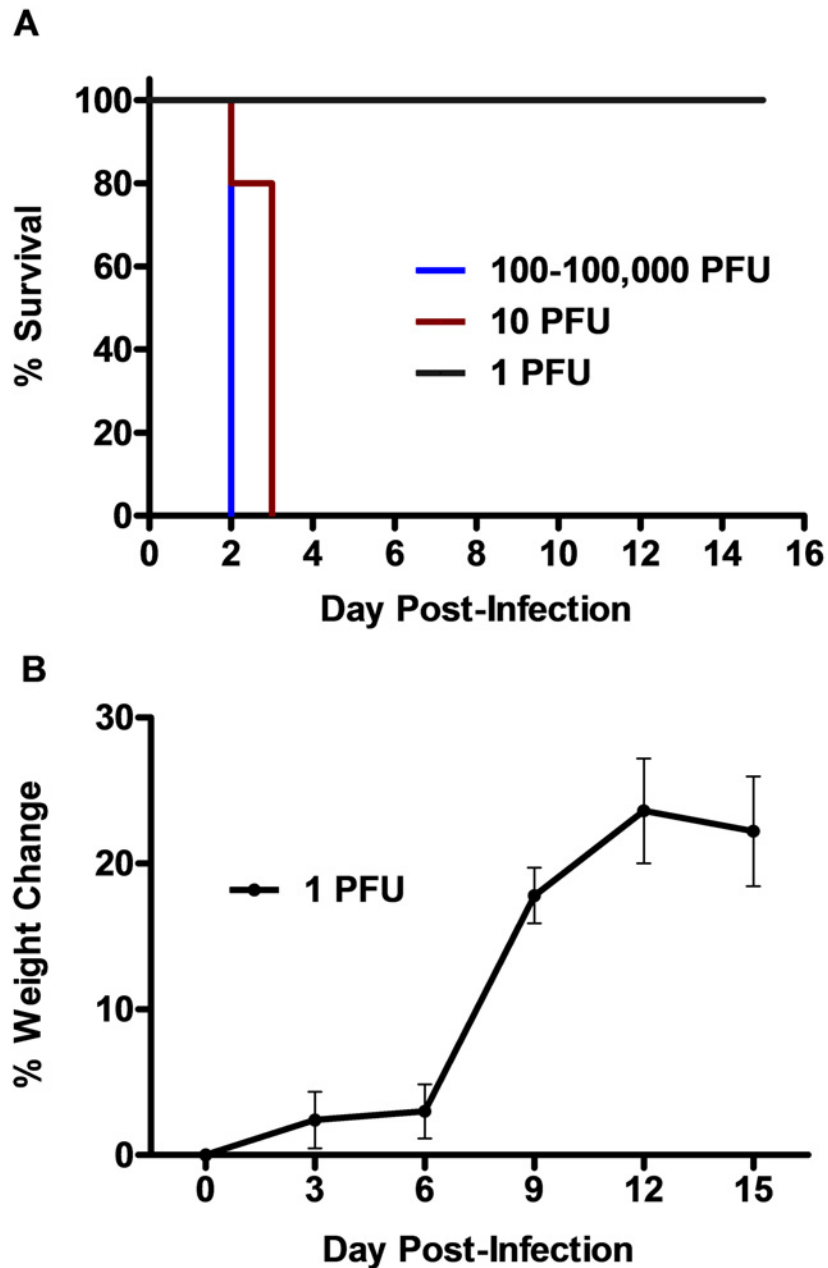 A
% Survival
100
80
60
40
20
0
100-100,000 PFU
10 PFU
1 PFU
0 2 4 6 8 10 12 14 16
Day Post-Infection
B
% Weight Change
30
20
10
0
1 PFU
0 3 6 9 12 15
Day Post-Infection